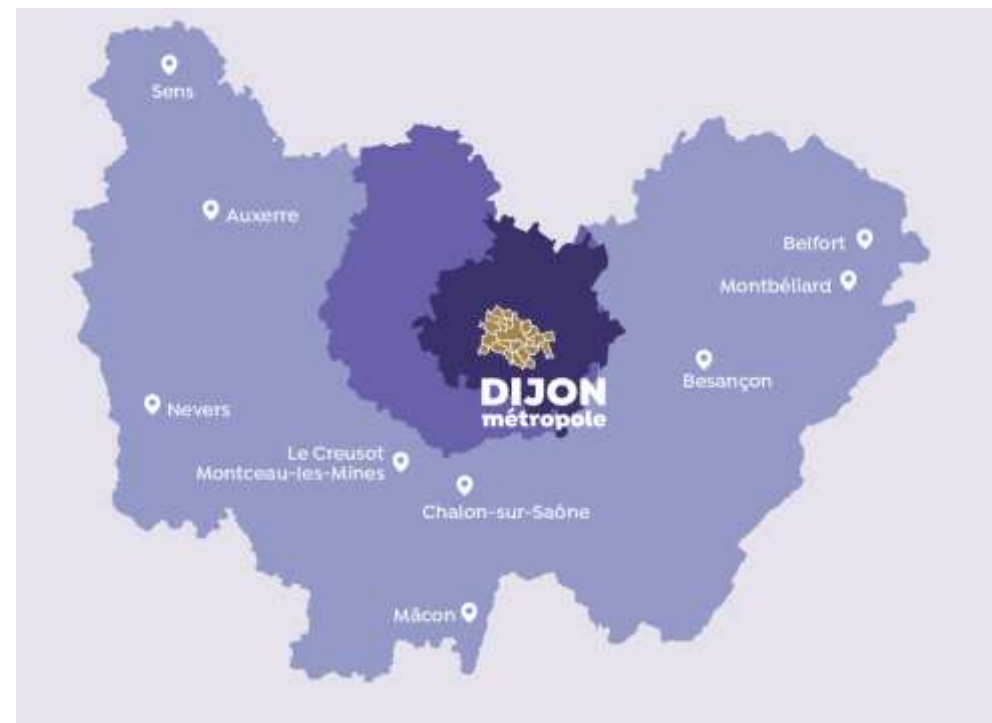 Sens
Auxerre
Belfort
Montbéliard
Besançon
DIJON
métropole
Nevers
Le Creusot
Montceau-les-Mines
Chalon-sur-Saône
Mâcon